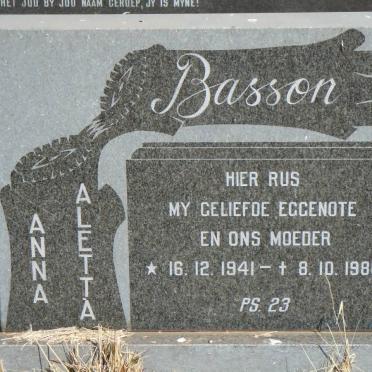 HET JOU BY JOU NAAM GEROEP, JY IS MYNE!
Basson
ANNA
ALETTA
HIER RUS
MY GELIEFDE EGGENOTE
EN ONS MOEDER
★ 16. 12. 1941 – † 8. 10. 198
PS. 23